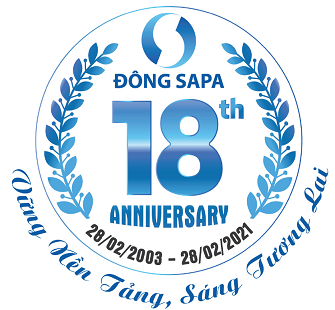 ĐÔNG SAPA
18th
ANNIVERSARY
28/02/2003 - 28/02/2021
Vững Nền Tảng, Sáng Tương Lai